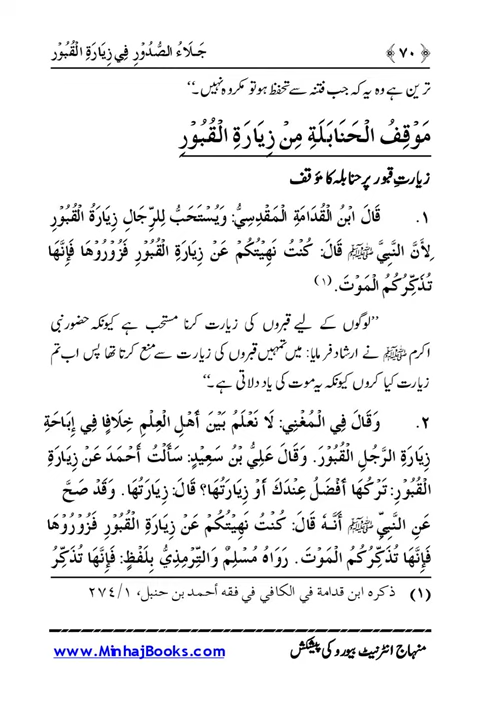 ﴿٧٠﴾ جَلَاءُ الصُّدُوْرِ فِي زِيَارَةِ الْقُبُوْرِ
ترین ہے وہ یہ کہ جب فتنہ سے تحفظ ہو تو مکروہ نہیں۔‘‘
مَوْقِفُ الْحَنَابَلَةِ مِنْ زِيَارَةِ الْقُبُوْرِ
زیارتِ قبور پر حنابلہ کا مؤقف
١. قَالَ ابْنُ الْقُدَامَةِ الْمَقْدِسِيُّ: وَيُسْتَحَبُّ لِلرِّجَالِ زِيَارَةُ الْقُبُوْرِ
لِأَنَّ النَّبِيَّ ﷺ قَالَ: كُنْتُ نَهَيْتُكُمْ عَنْ زِيَارَةِ الْقُبُوْرِ فَزُوْرُوْهَا فَإِنَّهَا
تُذَكِّرُكُمُ الْمَوْتَ. (١)
’’لوگوں کے لیے قبروں کی زیارت کرنا مستحب ہے کیونکہ حضور نبی
اکرم ﷺ نے ارشاد فرمایا: میں تمہیں قبروں کی زیارت سے منع کرتا تھا پس اب تم
زیارت کیا کروں کیونکہ یہ موت کی یاد دلاتی ہے۔‘‘
٢. وَقَالَ فِي الْمُغْنِي: لَا نَعْلَمُ بَيْنَ أَهْلِ الْعِلْمِ خِلَافًا فِي إِبَاحَةِ
زِيَارَةِ الرَّجُلِ الْقُبُوْرَ. وَقَالَ عَلِيُّ بْنُ سَعِيْدٍ: سَأَلْتُ أَحْمَدَ عَنْ زِيَارَةِ
الْقُبُوْرِ: تَرْكُهَا أَفْضَلُ عِنْدَكَ أَوْ زِيَارَتُهَا؟ قَالَ: زِيَارَتُهَا. وَقَدْ صَحَّ
عَنِ النَّبِيِّ ﷺ أَنَّهُ قَالَ: كُنْتُ نَهَيْتُكُمْ عَنْ زِيَارَةِ الْقُبُوْرِ فَزُوْرُوْهَا
فَإِنَّهَا تُذَكِّرُكُمُ الْمَوْتَ. رَوَاهُ مُسْلِمٌ وَالتِّرْمِذِيُّ بِلَفْظٍ: فَإِنَّهَا تُذَكِّرُ
(١) ذكره ابن قدامة في الكافي في فقه أحمد بن حنبل، ١/٢٧٤
منہاج انٹرنیٹ بیورو کی پیشکش www.MinhajBooks.com